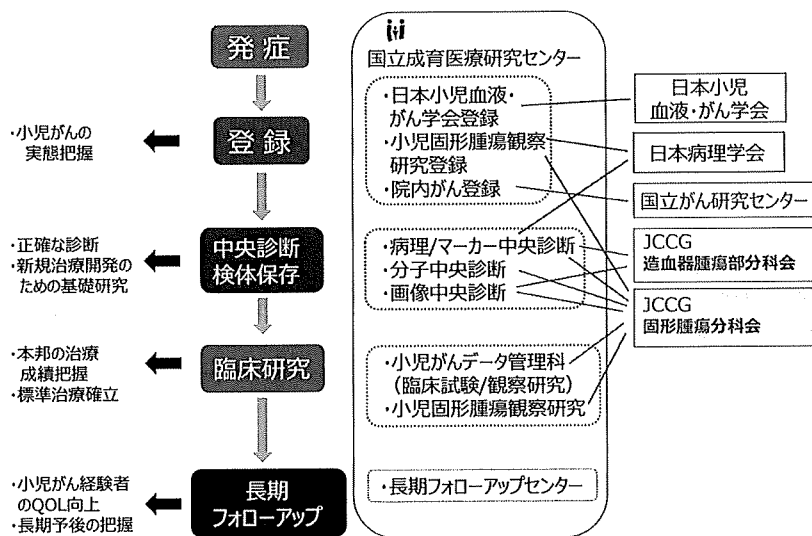 発 症
登 録
中央診断
検体保存
臨床研究
長期
フォローアップ
・小児がんの
実態把握
・正確な診断
・新規治療開発の
ための基礎研究
・本邦の治療
成績把握
・標準治療確立
・小児がん経験者
のQOL向上
・長期予後の把握
国立成育医療研究センター
・日本小児血液・
がん学会登録
・小児固形腫瘍観察
研究登録
・院内がん登録
・病理/マーカー中央診断
・分子中央診断
・画像中央診断
・小児がんデータ管理科
(臨床試験/観察研究)
・小児固形腫瘍観察研究
・長期フォローアップセンター
日本小児
血液・がん学会
日本病理学会
国立がん研究センター
JCCG
造血器腫瘍部分科会
JCCG
固形腫瘍分科会